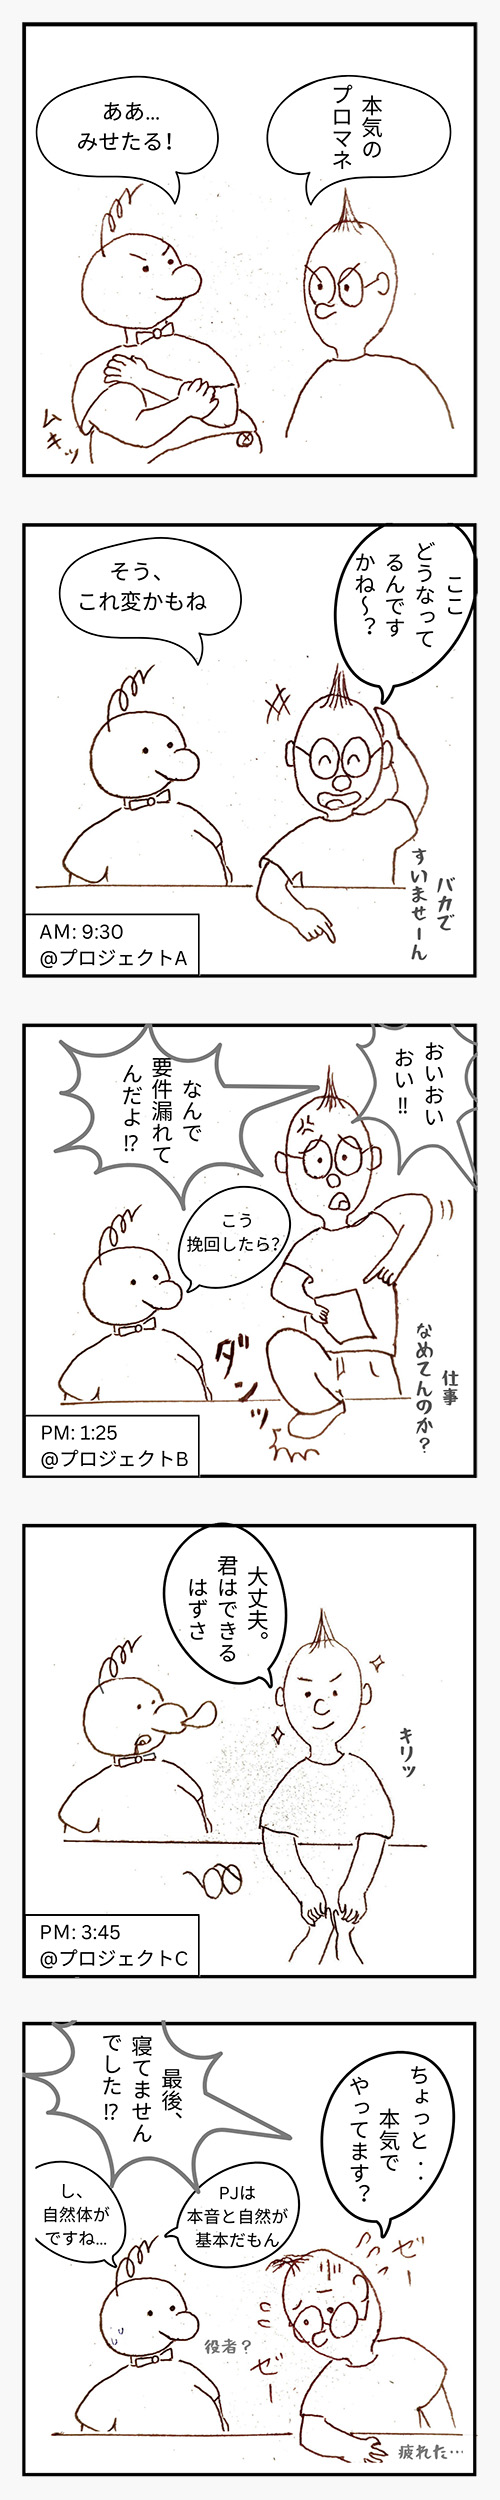 本気の
プロマネ
ああ…
みせたる！
ムキッ
ここ
どうなって
るんです
かね〜？
そう、
これ変かもね
バカで
すいませーん
AM: 9:30
@プロジェクトA
おいおい
おい!!
なんで
要件漏れて
んだよ!?
こう
挽回したら?
ダンッ
仕事
なめてんのか？
PM: 1:25
@プロジェクトB
大丈夫。
君はできる
はずさ
キリッ
PM: 3:45
@プロジェクトC
ちょっと．．
本気で
やってます？
最後、
寝てません
でした!?
PJは
本音と自然が
基本だもん
し、
自然体が
ですね…
ゼー
ゼー
役者？
疲れた…